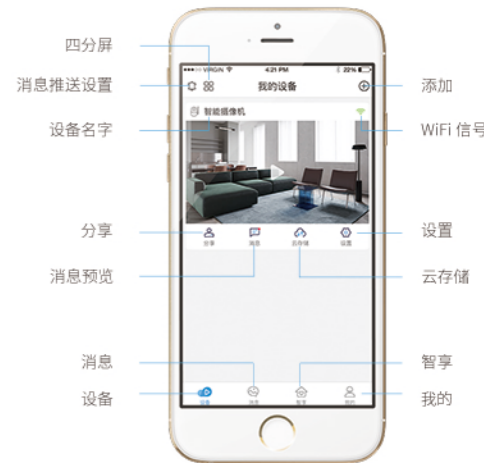 四分屏
消息推送设置
设备名字
分享
消息预览
消息
设备
VIRGIN
4:21 PM
22%
我的设备
智能摄像机
分享
消息
云存储
设置
设备
消息
智享
我的
添加
WiFi 信号
设置
云存储
智享
我的